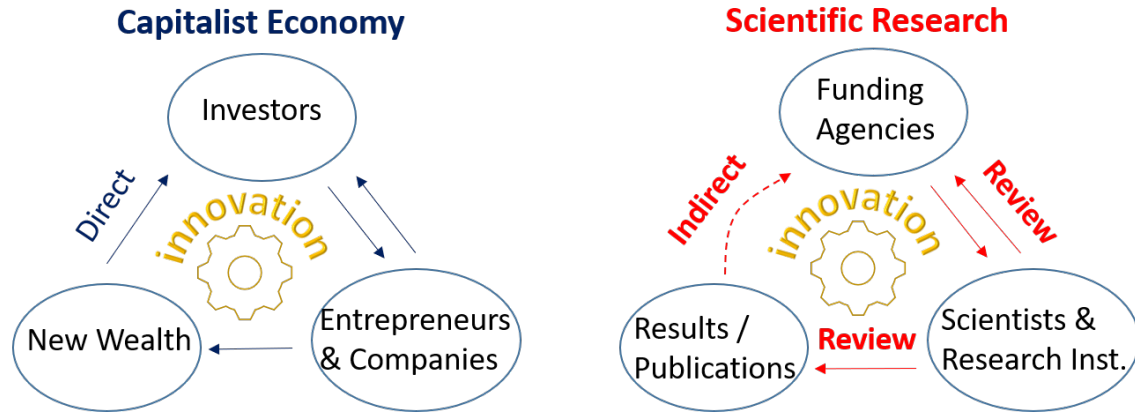 Capitalist Economy
Investors
Direct
innovation
New Wealth
Entrepreneurs
& Companies
Scientific Research
Funding
Agencies
Indirect
innovation
Review
Results /
Publications
Review
Scientists &
Research Inst.